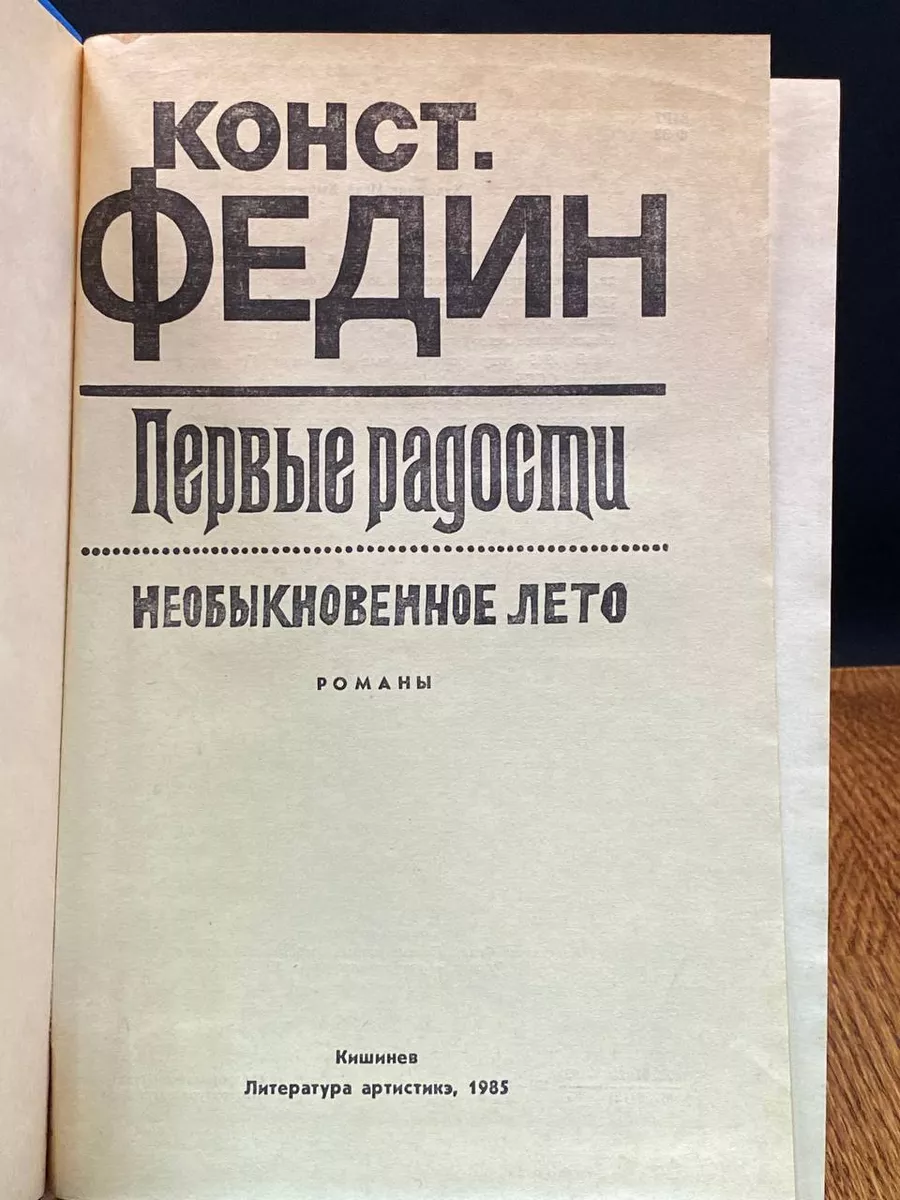 КОНСТ.
ФЕДИН
Первые радости
НЕОБЫКНОВЕННОЕ ЛЕТО
РОМАНЫ
Кишинев
Литература артистикэ, 1985